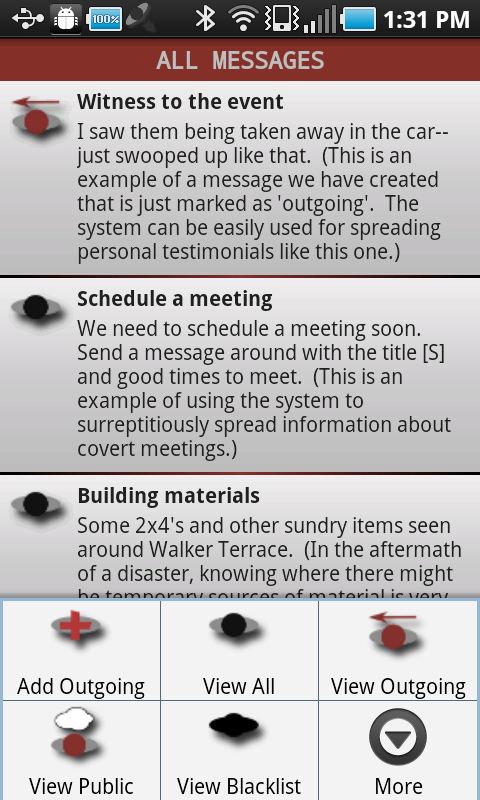 100%
1:31 PM
ALL MESSAGES
Witness to the event
I saw them being taken away in the car--
just swooped up like that.  (This is an
example of a message we have created
that is just marked as 'outgoing'.  The
system can be easily used for spreading
personal testimonials like this one.)
Schedule a meeting
We need to schedule a meeting soon.
Send a message around with the title [S]
and good times to meet.  (This is an
example of using the system to
surreptitiously spread information about
covert meetings.)
Building materials
Some 2x4's and other sundry items seen
around Walker Terrace.  (In the aftermath
of a disaster, knowing where there might
be temporary sources of material is very
Add Outgoing
View All
View Outgoing
View Public
View Blacklist
More